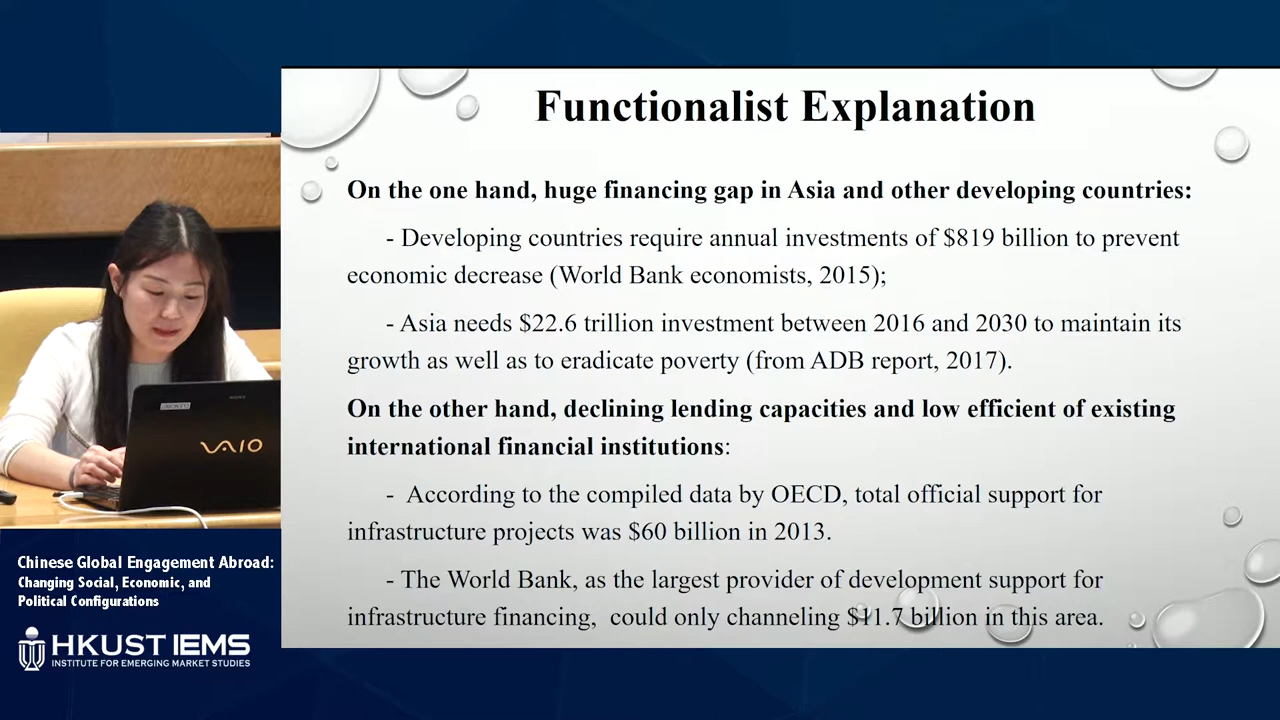 Functionalist Explanation
On the one hand, huge financing gap in Asia and other developing countries:
- Developing countries require annual investments of $819 billion to prevent
economic decrease (World Bank economists, 2015);
- Asia needs $22.6 trillion investment between 2016 and 2030 to maintain its
growth as well as to eradicate poverty (from ADB report, 2017).
On the other hand, declining lending capacities and low efficient of existing
international financial institutions:
- According to the compiled data by OECD, total official support for
infrastructure projects was $60 billion in 2013.
- The World Bank, as the largest provider of development support for
infrastructure financing, could only channeling $11.7 billion in this area.
VAIO
Chinese Global Engagement Abroad:
Changing Social, Economic, and
Political Configurations
HKUST IEMS
INSTITUTE FOR EMERGING MARKET STUDIES